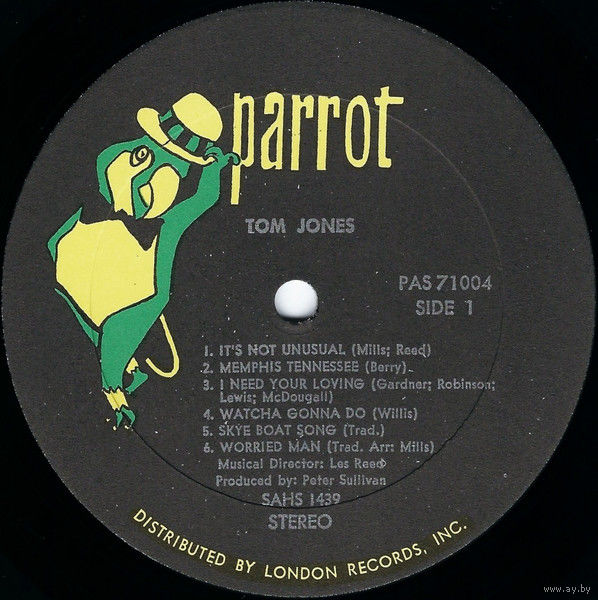 parrot
TOM JONES
PAS 71004
SIDE 1
1. IT'S NOT UNUSUAL (Mills; Reed)
2. MEMPHIS TENNESSEE (Berry)
3. I NEED YOUR LOVING (Gardner; Robinson;
Lewis; McDougall)
4. WATCHA GONNA DO (Willis)
5. SKYE BOAT SONG (Trad.)
6. WORRIED MAN (Trad. Arr: Mills)
Musical Director: Les Reed
Produced by: Peter Sullivan
SAHS 1439
STEREO
DISTRIBUTED BY LONDON RECORDS, INC.
www.ay.by